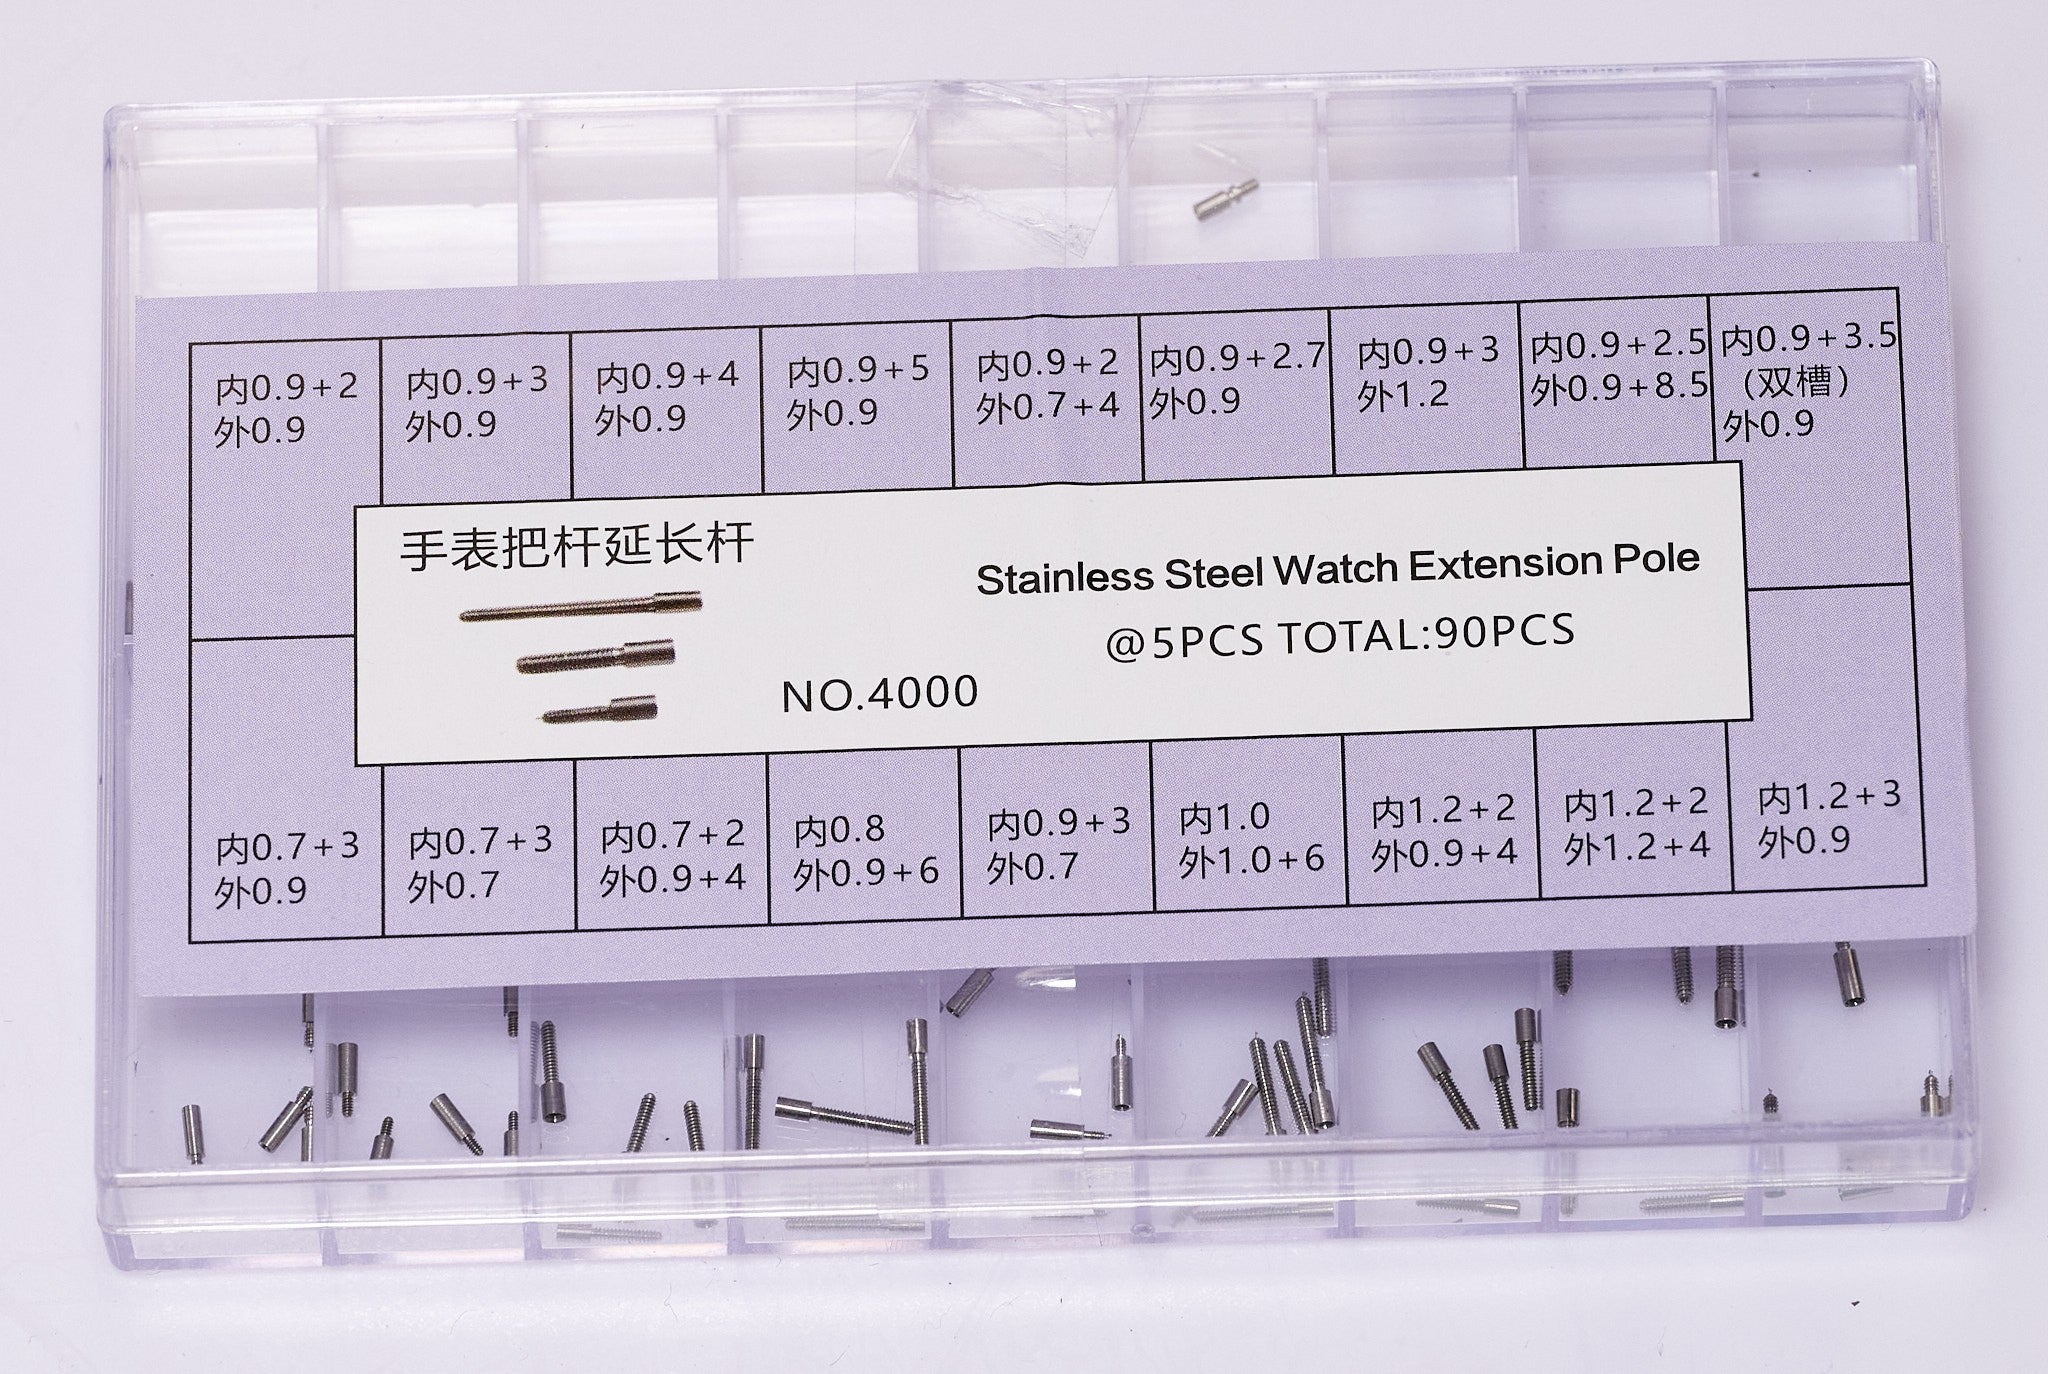 内0.9+2
外0.9
内0.9+3
外0.9
内0.9+4
外0.9
内0.9+5
外0.9
内0.9+2
外0.7+4
内0.9+2.7
外0.9
内0.9+3
外1.2
内0.9+2.5
外0.9+8.5
内0.9+3.5
（双槽）
外0.9
手表把杆延长杆
Stainless Steel Watch Extension Pole
@5PCS TOTAL:90PCS
NO.4000
内0.7+3
外0.9
内0.7+3
外0.7
内0.7+2
外0.9+4
内0.8
外0.9+6
内0.9+3
外0.7
内1.0
外1.0+6
内1.2+2
外0.9+4
内1.2+2
外1.2+4
内1.2+3
外0.9